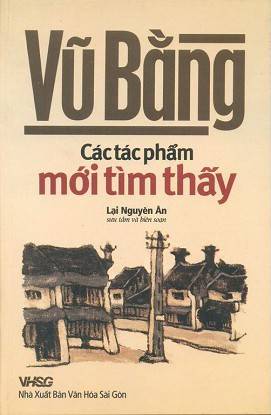 Vũ Bằng
Các tác phẩm
mới tìm thấy
Lại Nguyên Ân
sưu tầm và biên soạn
VHSG
Nhà Xuất Bản Văn Hóa Sài Gòn